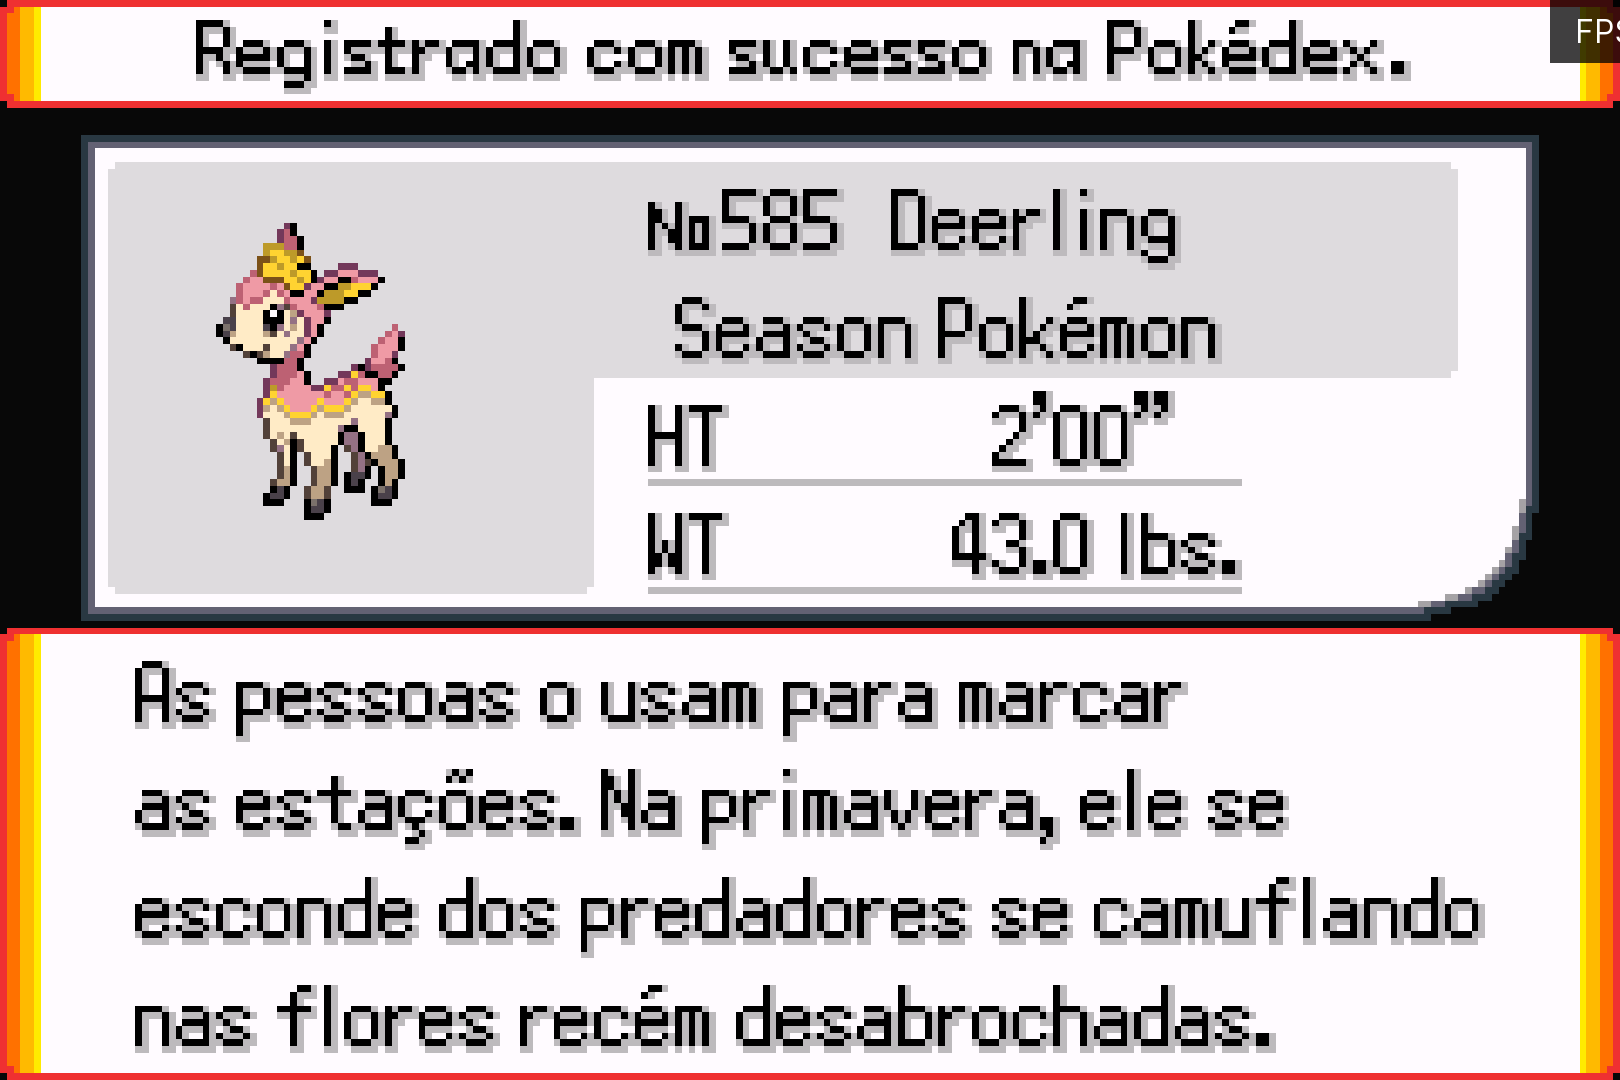 Registrado com sucesso na Pokédex.
FPS
№585 Deerling
Season Pokémon
HT 2’00”
WT 43.0 lbs.
As pessoas o usam para marcar
as estações. Na primavera, ele se
esconde dos predadores se camuflando
nas flores recém desabrochadas.